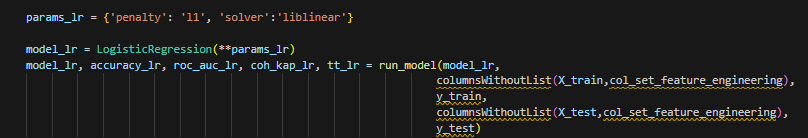 params_lr = {'penalty': 'l1', 'solver':'liblinear'}
model_lr = LogisticRegression(**params_lr)
model_lr, accuracy_lr, roc_auc_lr, coh_kap_lr, tt_lr = run_model(model_lr,
columnsWithoutList(X_train,col_set_feature_engineering),
y_train,
columnsWithoutList(X_test,col_set_feature_engineering),
y_test)